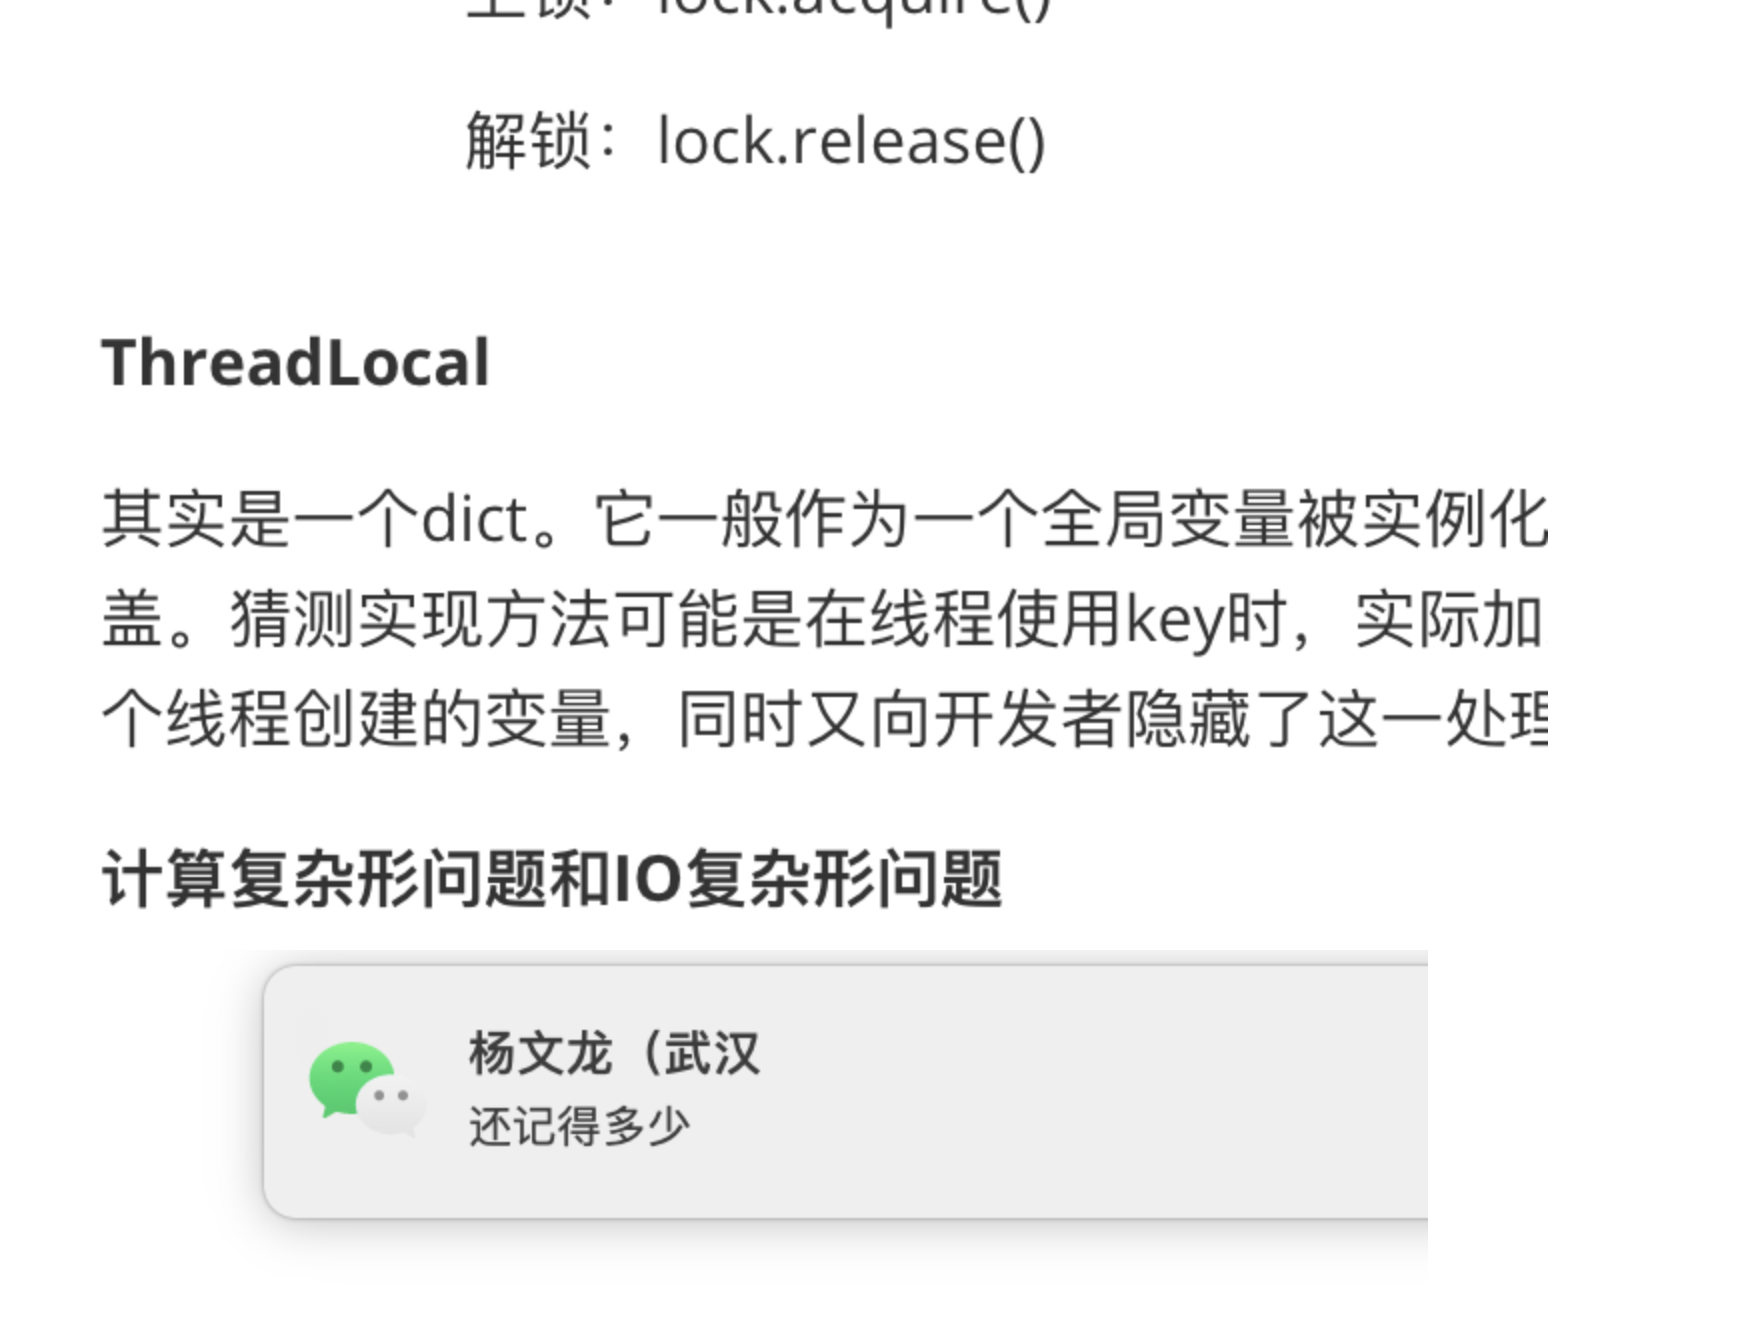 上锁：lock.acquire()
解锁：lock.release()
ThreadLocal
其实是一个dict。它一般作为一个全局变量被实例化
盖。猜测实现方法可能是在线程使用key时，实际加
个线程创建的变量，同时又向开发者隐藏了这一处理
计算复杂形问题和IO复杂形问题
杨文龙（武汉
还记得多少